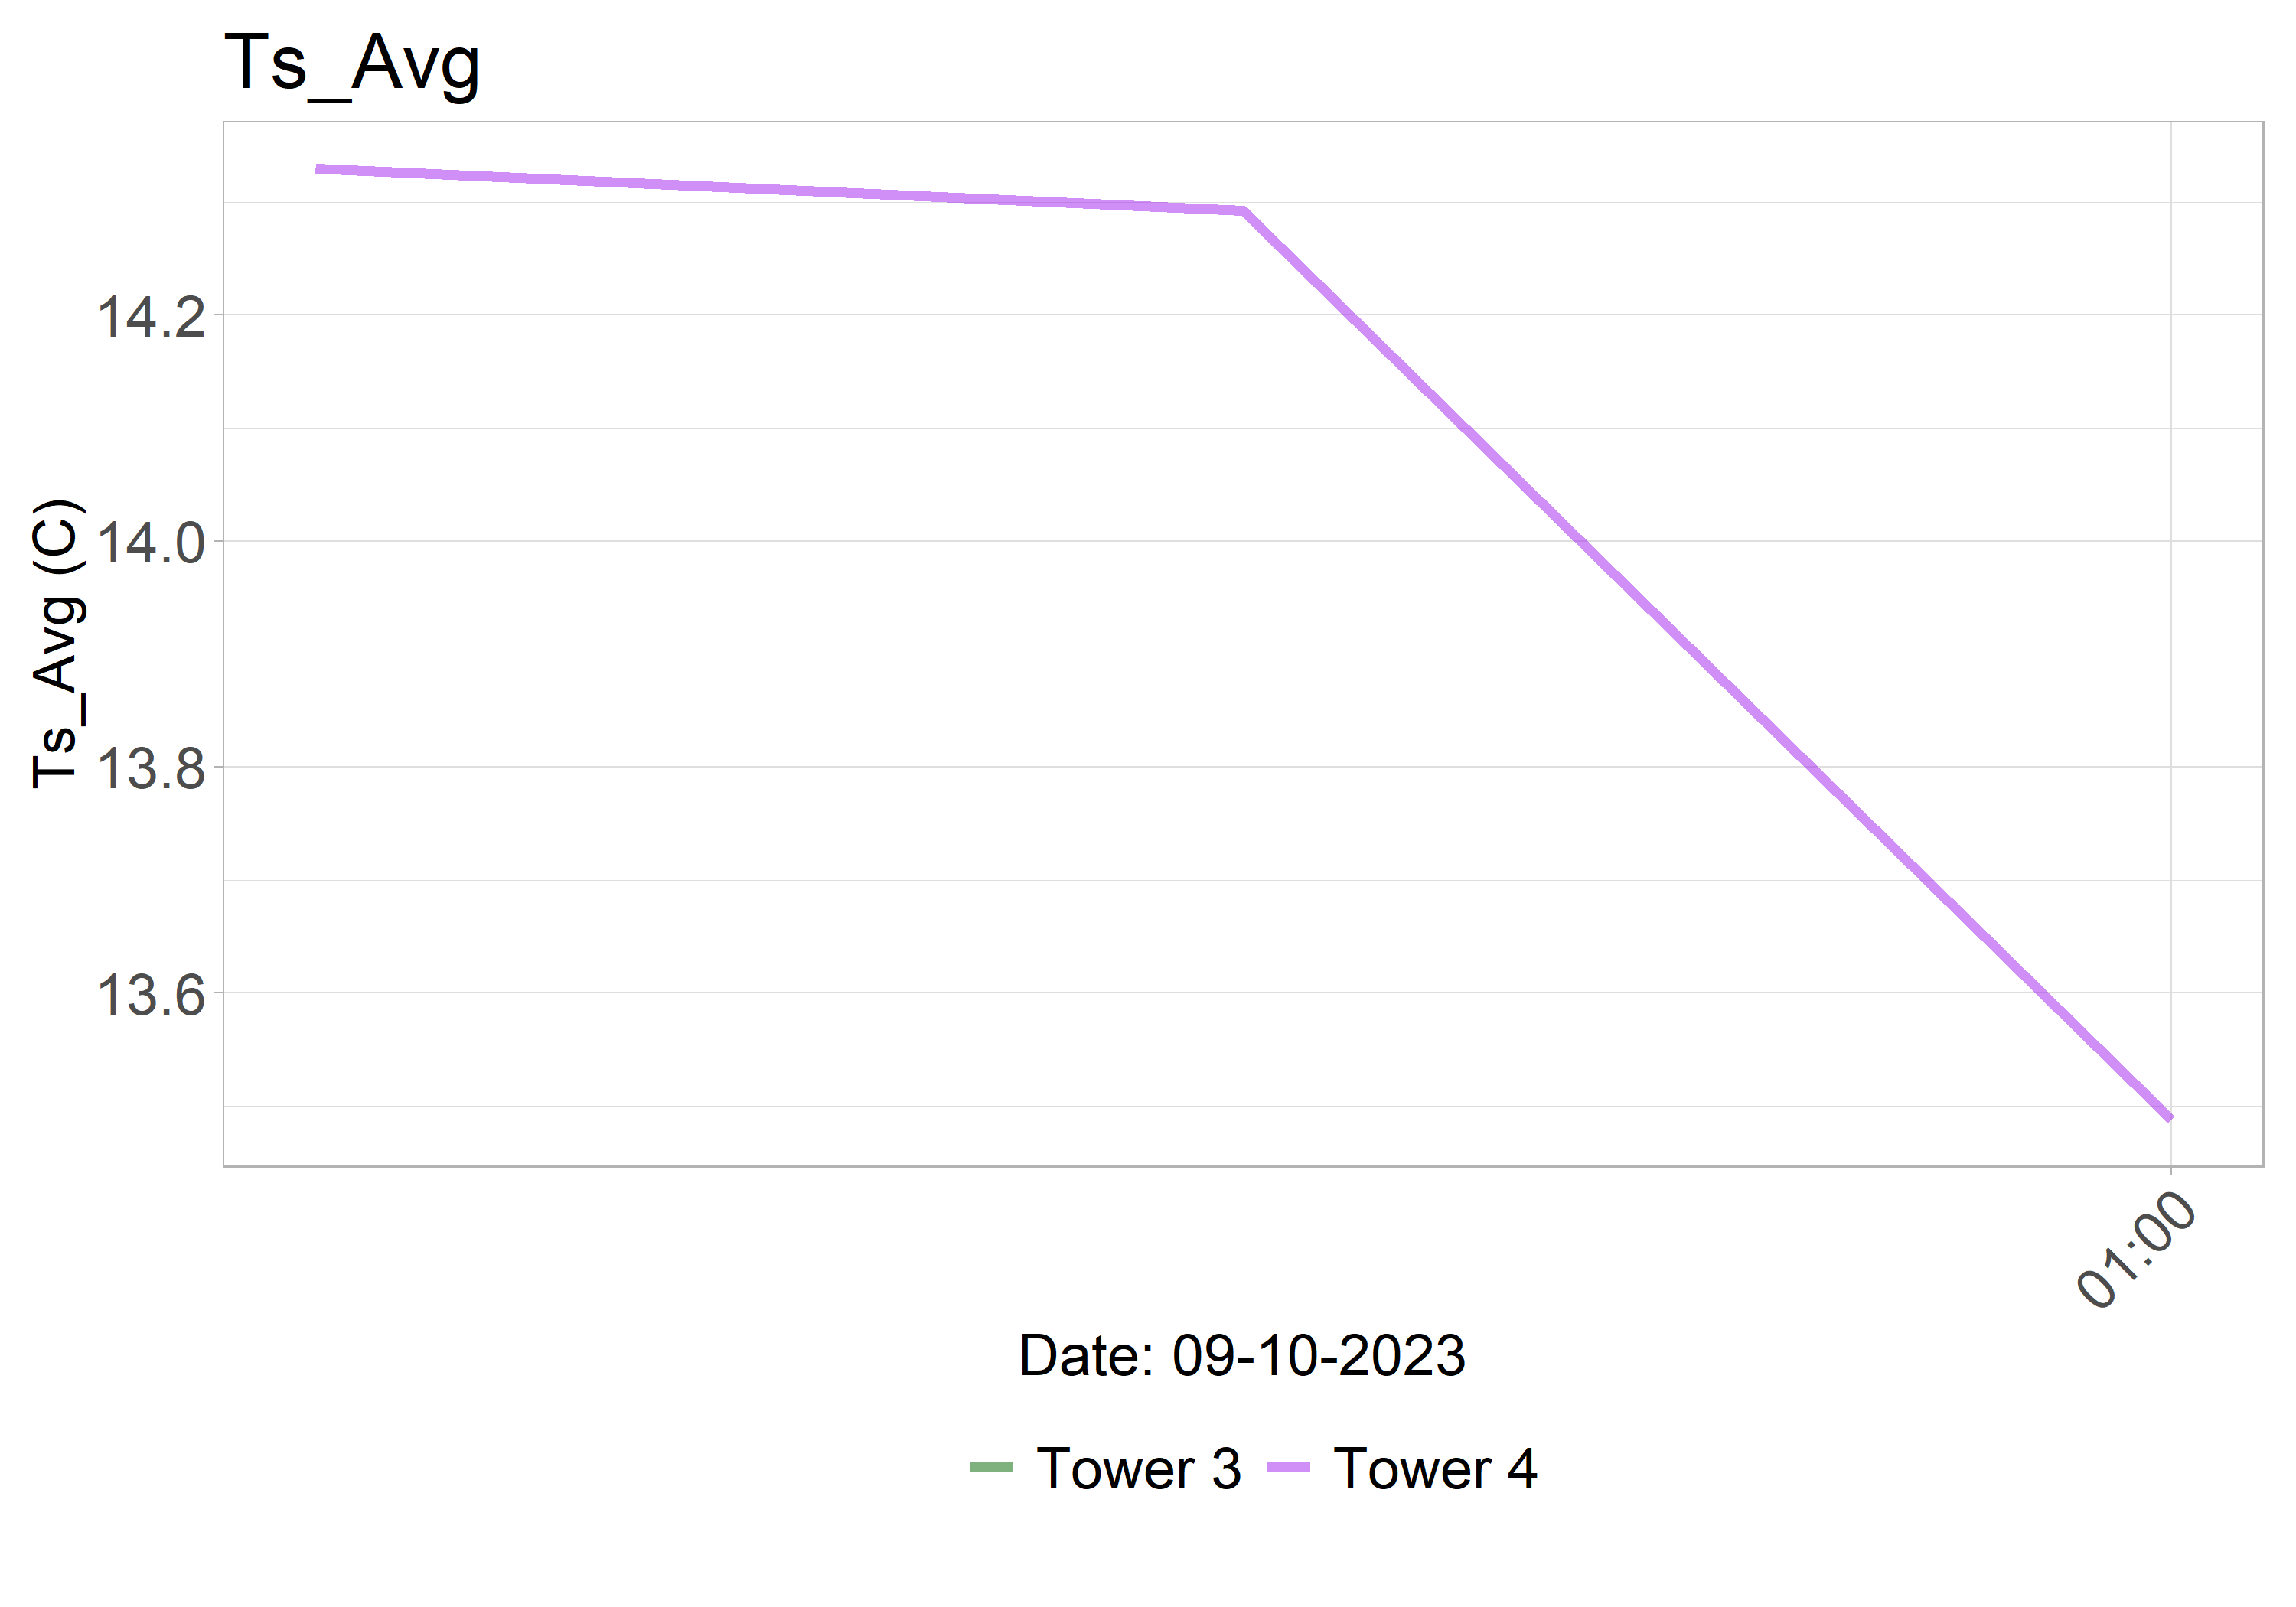 Ts_Avg
Ts_Avg (C)
14.2
14.0
13.8
13.6
01:00
Date: 09-10-2023
Tower 3 Tower 4